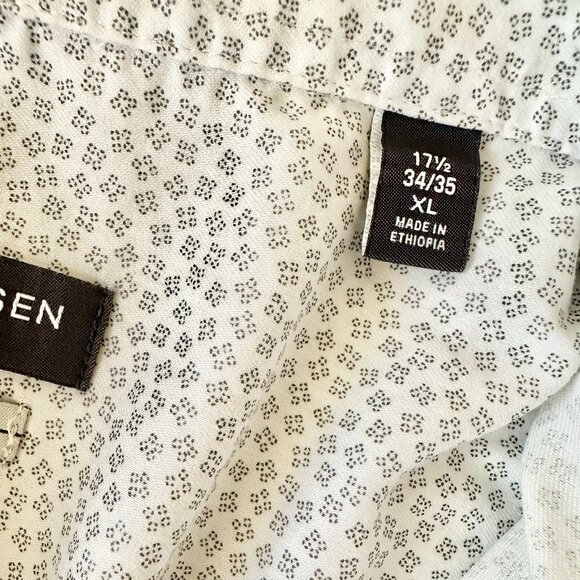 17½
34/35
XL
MADE IN
ETHIOPIA
SEN